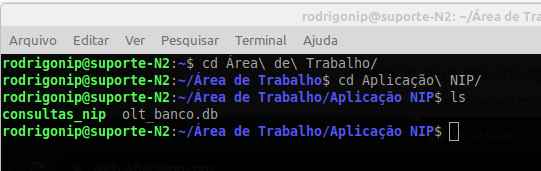 rodrigonip@suporte-N2: ~/Área de Tra
Arquivo Editar Ver Pesquisar Terminal Ajuda
rodrigonip@suporte-N2:~$ cd Área\ de\ Trabalho/
rodrigonip@suporte-N2:~/Área de Trabalho$ cd Aplicação\ NIP/
rodrigonip@suporte-N2:~/Área de Trabalho/Aplicação NIP$ ls
consultas_nip olt_banco.db
rodrigonip@suporte-N2:~/Área de Trabalho/Aplicação NIP$